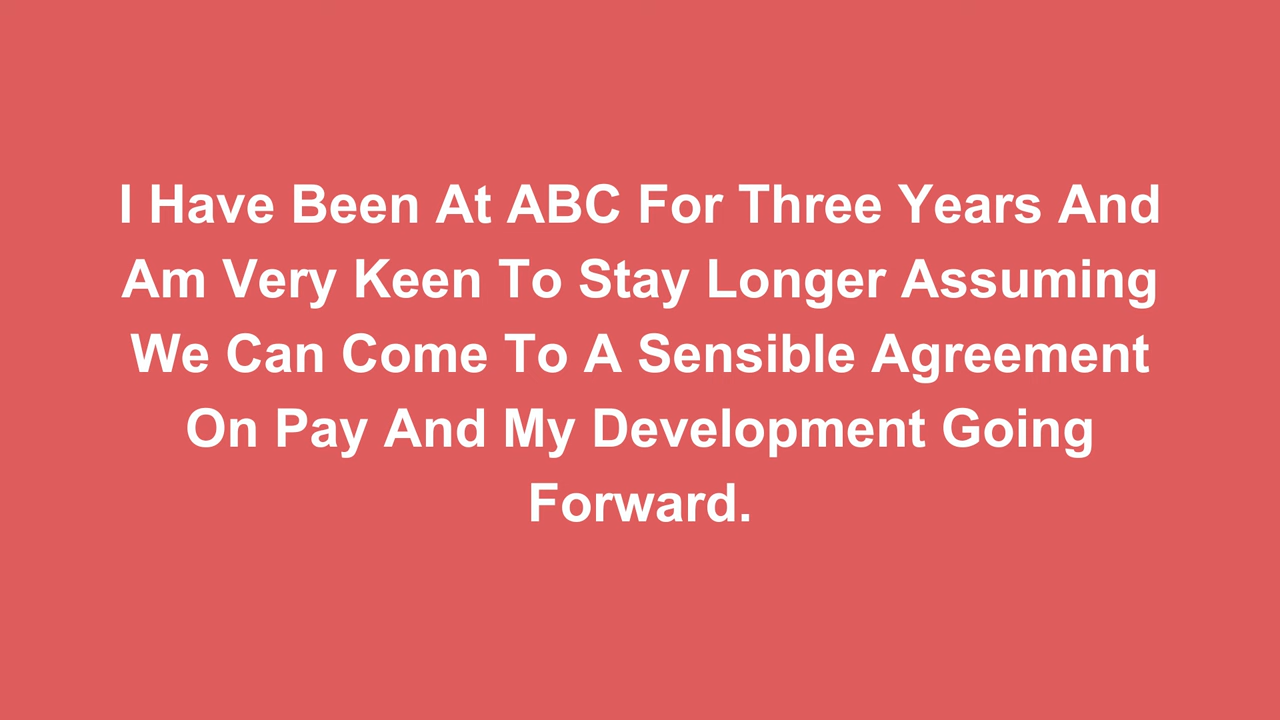 I Have Been At ABC For Three Years And
Am Very Keen To Stay Longer Assuming
We Can Come To A Sensible Agreement
On Pay And My Development Going
Forward.